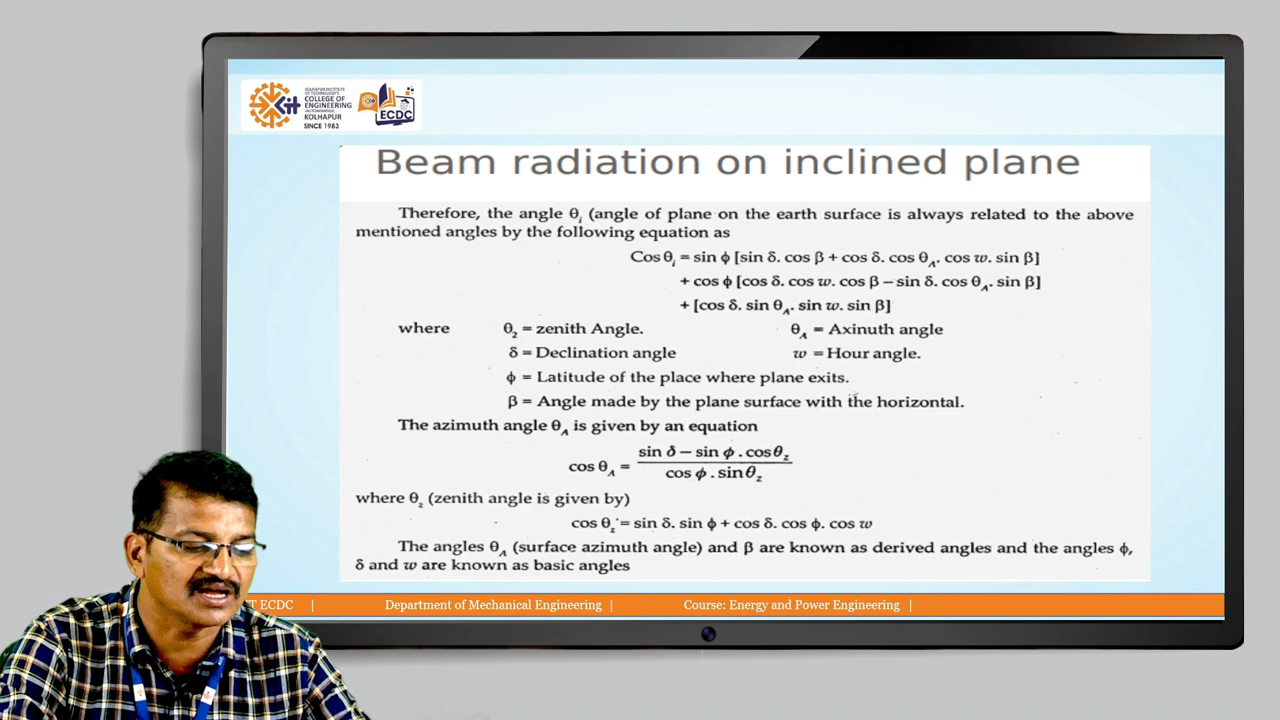 KOLHAPUR INSTITUTE
OF TECHNOLOGY'S
COLLEGE OF
ENGINEERING
(AUTONOMOUS),
KOLHAPUR
SINCE 1983
Kit
ECDC
Beam radiation on inclined plane
Therefore, the angle θi (angle of plane on the earth surface is always related to the above
mentioned angles by the following equation as
Cos θi = sin ϕ [sin δ. cos β + cos δ. cos θA. cos w. sin β]
+ cos ϕ [cos δ. cos w. cos β – sin δ. cos θA. sin β]
+ [cos δ. sin θA. sin w. sin β]
where θz = zenith Angle. θA = Axinuth angle
δ = Declination angle w = Hour angle.
ϕ = Latitude of the place where plane exits.
β = Angle made by the plane surface with the horizontal.
The azimuth angle θA is given by an equation
cos θA = sin δ – sin ϕ . cosθz / cos ϕ . sinθz
where θz (zenith angle is given by)
cos θz = sin δ. sin ϕ + cos δ. cos ϕ. cos w
The angles θA (surface azimuth angle) and β are known as derived angles and the angles ϕ,
δ and w are known as basic angles
T ECDC | Department of Mechanical Engineering | Course: Energy and Power Engineering |